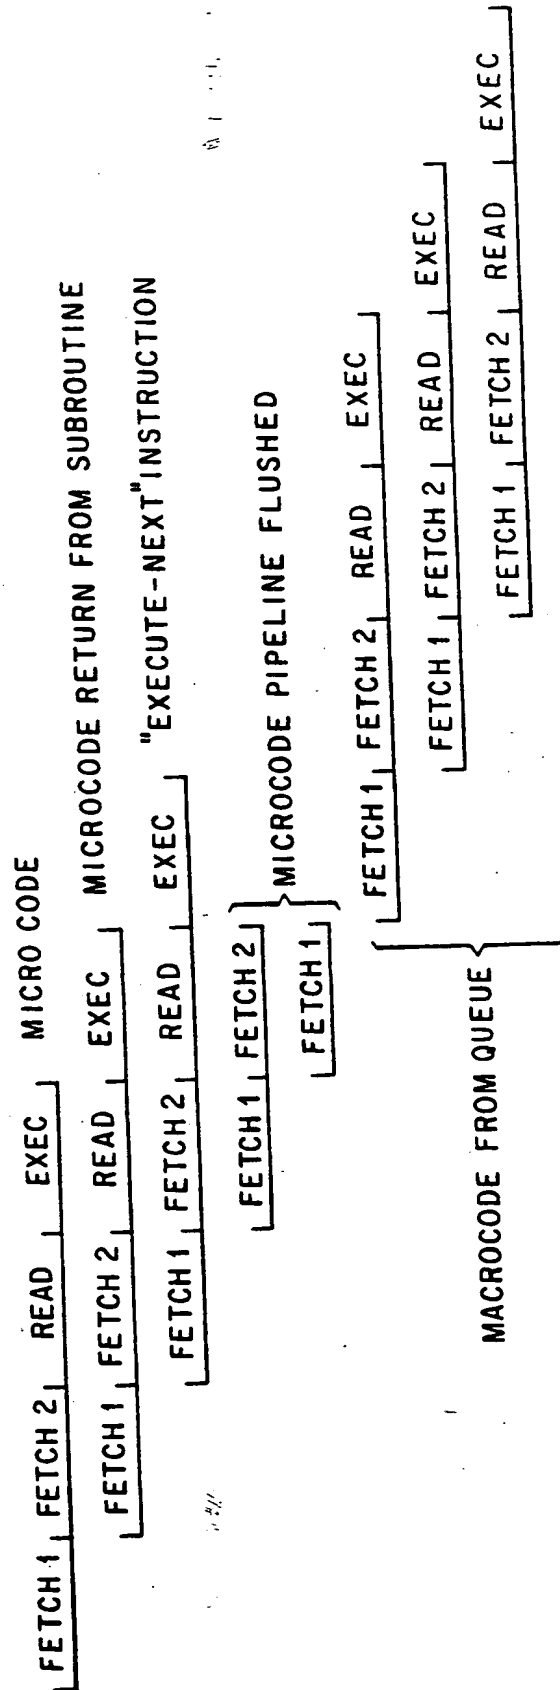 FETCH 1 FETCH 2 READ EXEC MICRO CODE
FETCH 1 FETCH 2 READ EXEC MICROCODE RETURN FROM SUBROUTINE
FETCH 1 FETCH 2 READ EXEC "EXECUTE-NEXT" INSTRUCTION
FETCH 1 FETCH 2
FETCH 1
MICROCODE PIPELINE FLUSHED
FETCH 1 FETCH 2 READ EXEC
FETCH 1 FETCH 2 READ EXEC
FETCH 1 FETCH 2 READ EXEC
MACROCODE FROM QUEUE